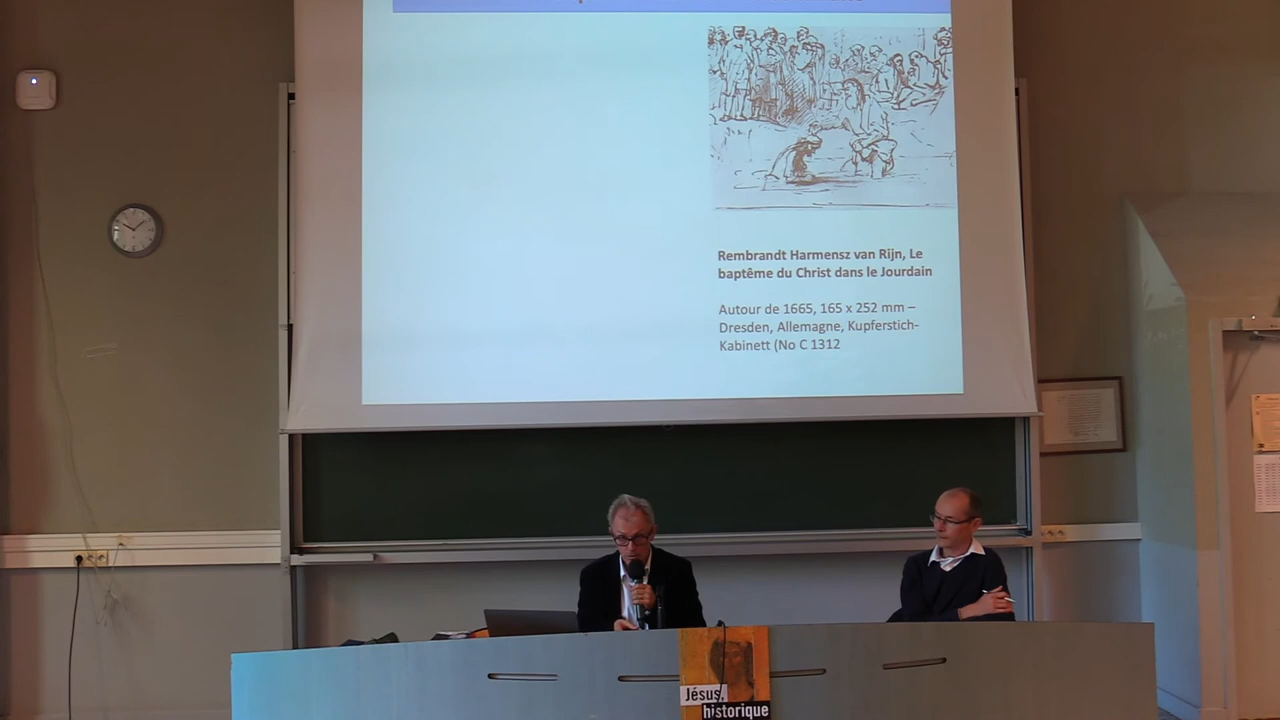 Rembrandt Harmensz van Rijn, Le
baptême du Christ dans le Jourdain
Autour de 1665, 165 x 252 mm –
Dresden, Allemagne, Kupferstich-
Kabinett (No C 1312
Jésus,
historique